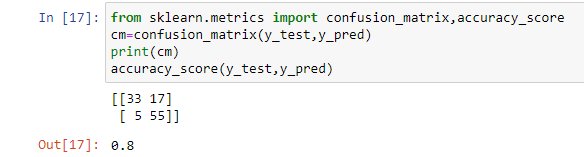 In [17]: from sklearn.metrics import confusion_matrix,accuracy_score
cm=confusion_matrix(y_test,y_pred)
print(cm)
accuracy_score(y_test,y_pred)
[[33 17]
 [ 5 55]]
Out[17]: 0.8